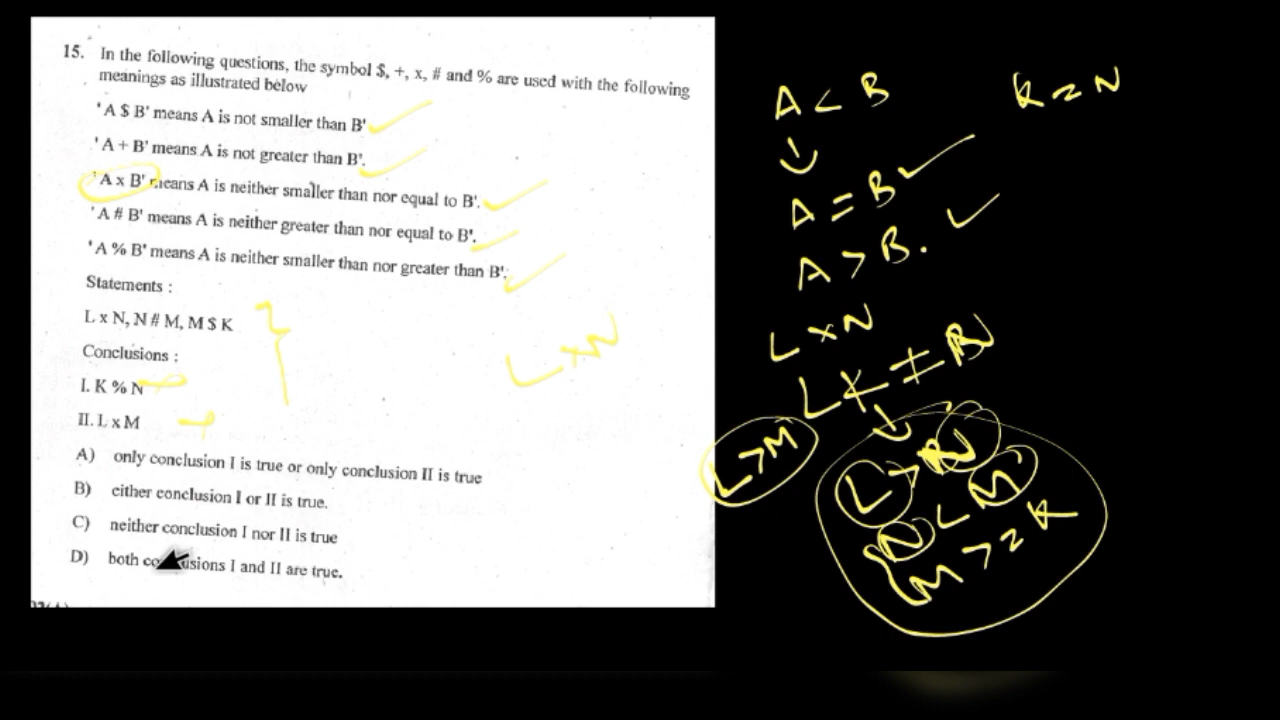 15. In the following questions, the symbol $, +, x, # and % are used with the following
meanings as illustrated below
'A $ B' means A is not smaller than B'
'A + B' means A is not greater than B'.
'A x B' means A is neither smaller than nor equal to B'.
'A # B' means A is neither greater than nor equal to B'.
'A % B' means A is neither smaller than nor greater than B'.
Statements :
L x N, N # M, M $ K
Conclusions :
I. K % N
II. L x M
A) only conclusion I is true or only conclusion II is true
B) either conclusion I or II is true.
C) neither conclusion I nor II is true
D) both conclusions I and II are true.
L x N
A < B
K = N
A = B
A > B.
L x N
L > M
L > N
N < M
M > = K